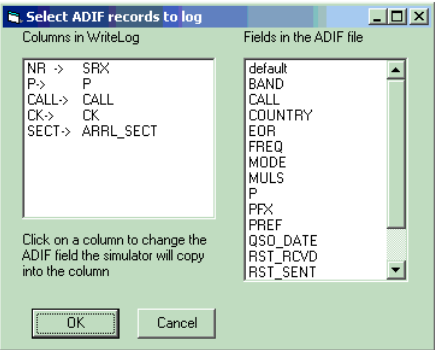 Select ADIF records to log
Columns in WriteLog
NR -> SRX
P-> P
CALL-> CALL
CK-> CK
SECT-> ARRL_SECT
Click on a column to change the
ADIF field the simulator will copy
into the column
Fields in the ADIF file
default
BAND
CALL
COUNTRY
EOR
FREQ
MODE
MULS
P
PFX
PREF
QSO_DATE
RST_RCVD
RST_SENT
OK
Cancel